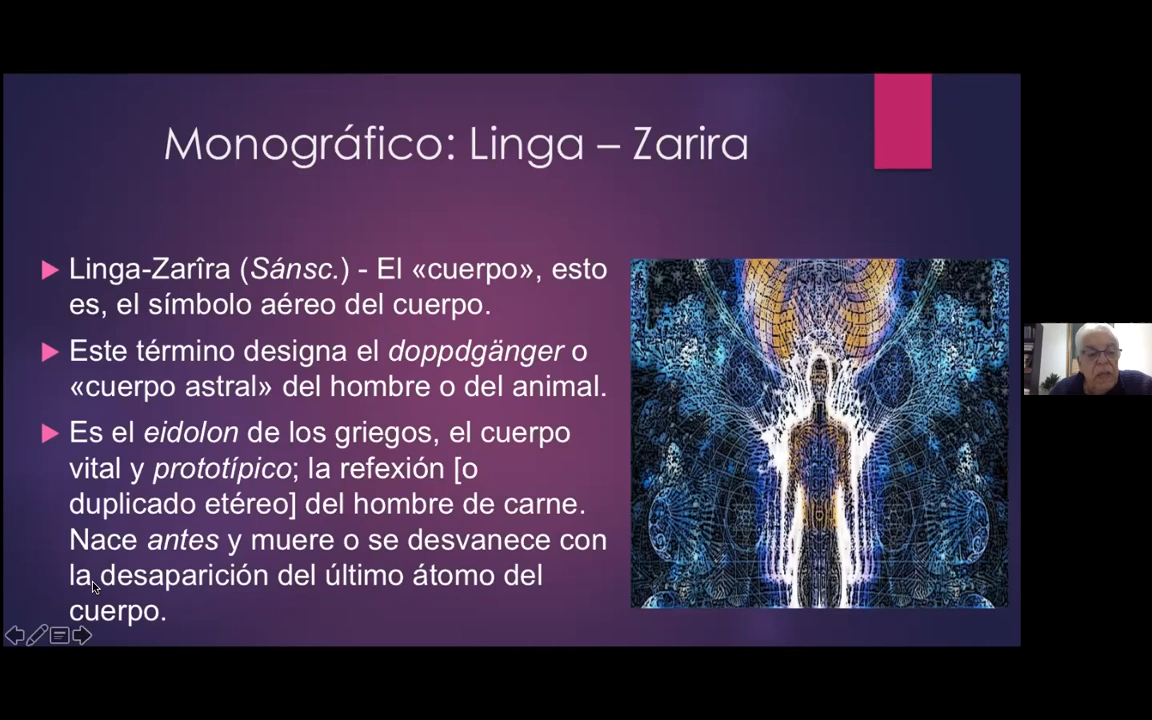 Monográfico: Linga – Zarira
Linga-Zarîra (Sánsc.) - El «cuerpo», esto
es, el símbolo aéreo del cuerpo.
Este término designa el doppdgänger o
«cuerpo astral» del hombre o del animal.
Es el eidolon de los griegos, el cuerpo
vital y prototípico; la refexión [o
duplicado etéreo] del hombre de carne.
Nace antes y muere o se desvanece con
la desaparición del último átomo del
cuerpo.